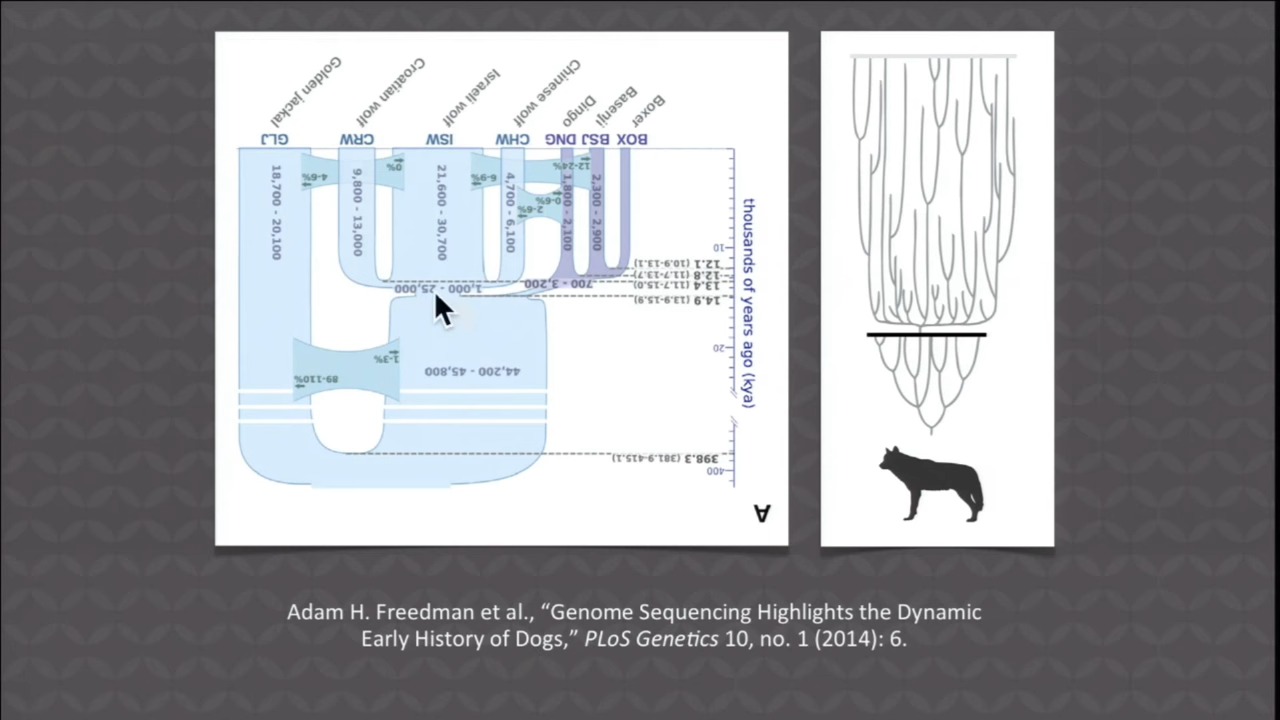 Golden jackal
Croatian wolf
Israeli wolf
Chinese wolf
Dingo
Basenji
Boxer
GLJ
CRW
ISW
CHW
DNG
BSJ
BOX
18,700 - 20,100
9,800 - 13,000
21,600 - 30,700
4,700 - 6,100
1,800 - 2,100
2,300 - 2,900
4-6%
0%
6-9%
12-24%
0-6%
2-6%
10
12.1 (10.9-13.1)
12.8 (11.7-13.7)
13.4 (11.7-15.0)
14.9 (13.9-15.9)
700 - 3,200
1,000 - 25,000
20
1-3%
89-110%
44,200 - 45,800
398.3 (381.9-415.1)
400
thousands of years ago (kya)
A
Adam H. Freedman et al., “Genome Sequencing Highlights the Dynamic
Early History of Dogs,” PLoS Genetics 10, no. 1 (2014): 6.